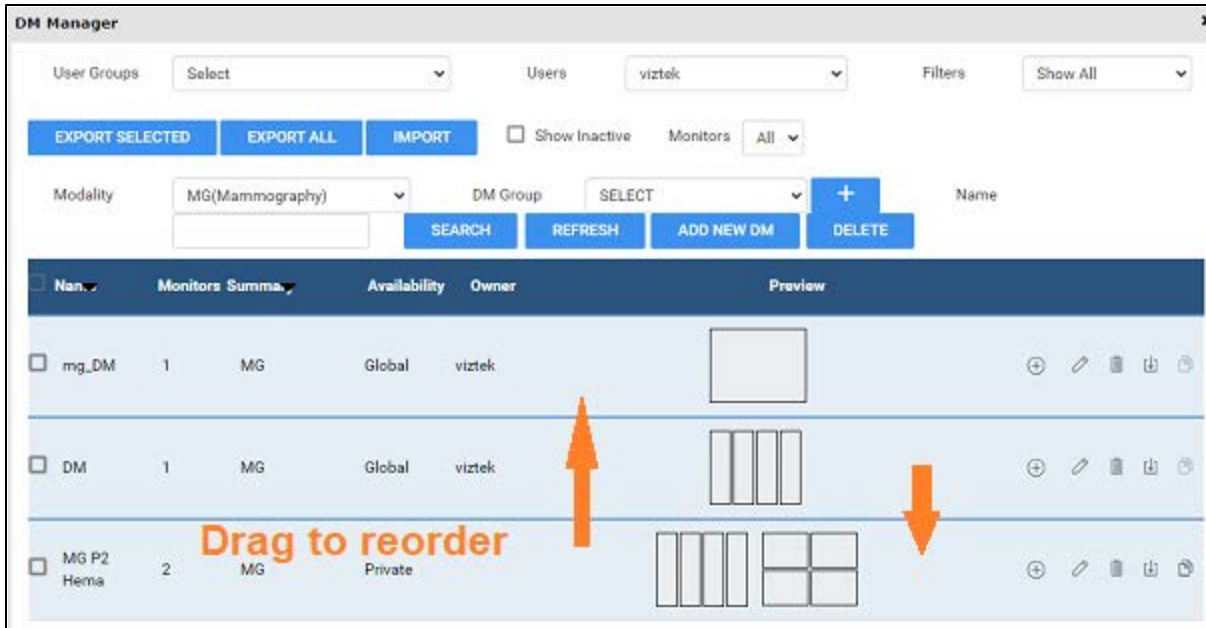 DM Manager
User Groups Select Users viztek Filters Show All
EXPORT SELECTED EXPORT ALL IMPORT Show Inactive Monitors All
Modality MG(Mammography) DM Group SELECT + Name
SEARCH REFRESH ADD NEW DM DELETE
Monitors Availability Owner Preview
mg_DM 1 MG Global viztek
DM 1 MG Global viztek
Drag to reorder
MG P2
Hema 2 MG Private